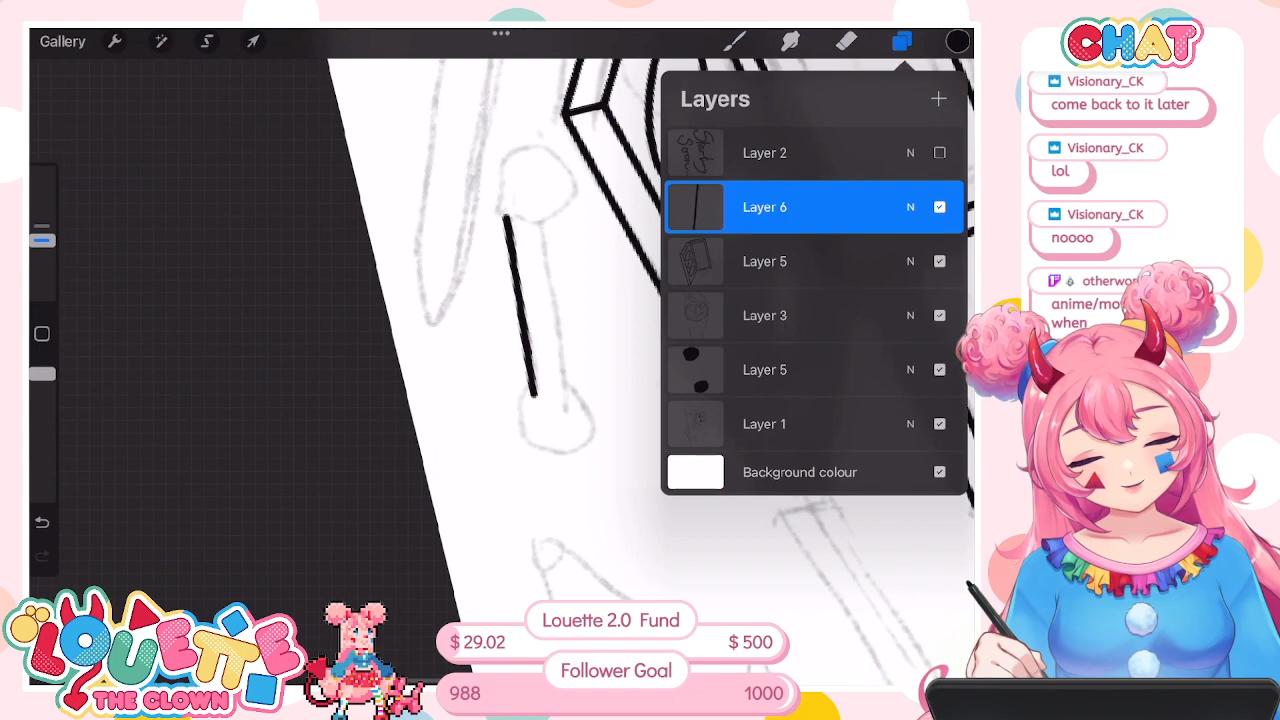 Gallery
Layers
Layer 2
N
Layer 6
N
Layer 5
N
Layer 3
N
Layer 5
N
Layer 1
N
Background colour
CHAT
Visionary_CK
come back to it later
Visionary_CK
lol
Visionary_CK
noooo
anime/mo
when
LOUETTE
THE CLOWN
Louette 2.0 Fund
$ 29.02
$ 500
Follower Goal
988
1000